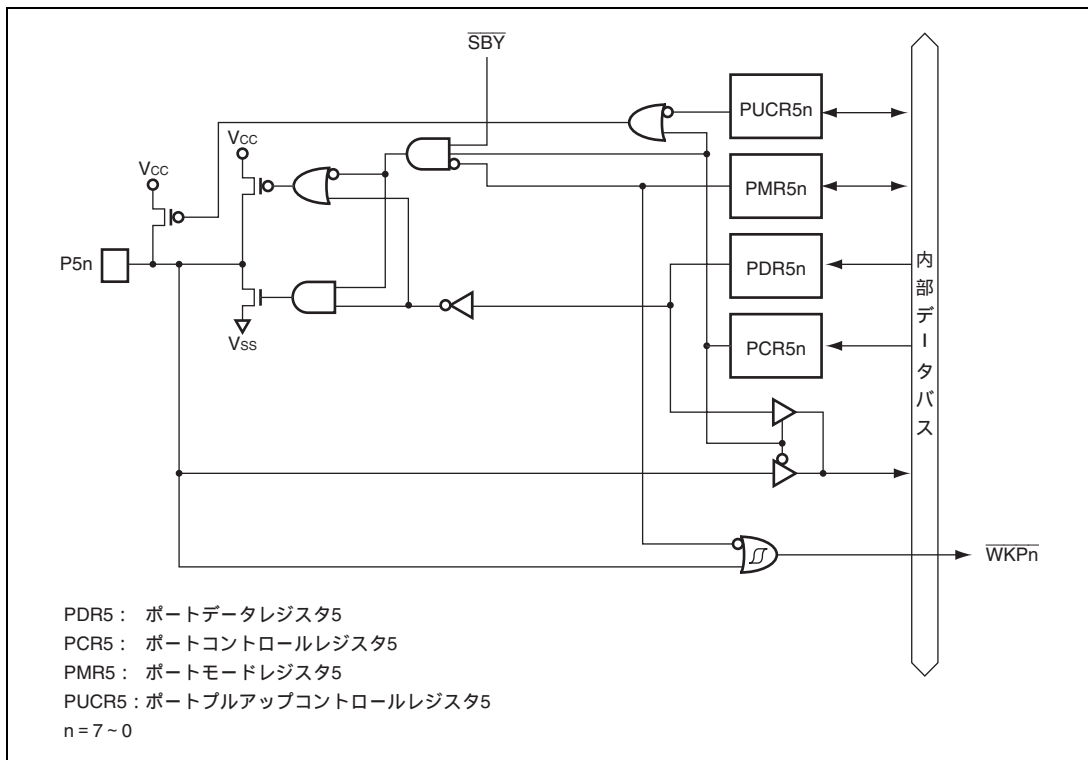 SBY
PUCR5n
VCC
VCC
PMR5n
P5n
PDR5n
内部データバス
VSS
PCR5n
WKPn
PDR5： ポートデータレジスタ5
PCR5： ポートコントロールレジスタ5
PMR5： ポートモードレジスタ5
PUCR5：ポートプルアップコントロールレジスタ5
n = 7 ~ 0